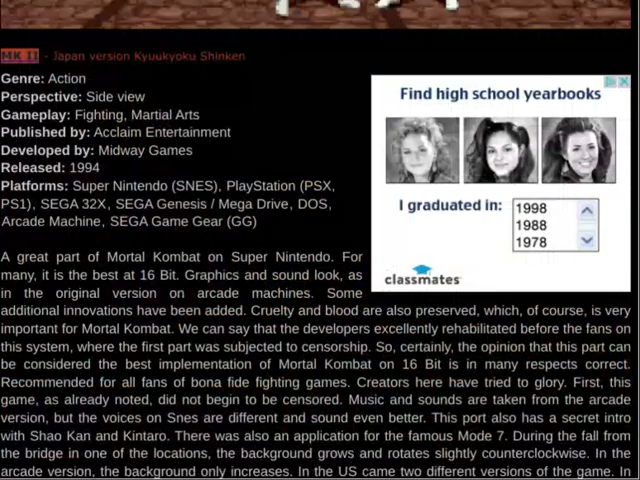 MK 11 - Japan version Kyuukyoku Shinken
Genre: Action
Perspective: Side view
Gameplay: Fighting, Martial Arts
Published by: Acclaim Entertainment
Developed by: Midway Games
Released: 1994
Platforms: Super Nintendo (SNES), PlayStation (PSX,
PS1), SEGA 32X, SEGA Genesis / Mega Drive, DOS,
Arcade Machine, SEGA Game Gear (GG)
Find high school yearbooks
I graduated in:
1998
1988
1978
classmates
A great part of Mortal Kombat on Super Nintendo. For
many, it is the best at 16 Bit. Graphics and sound look, as
in the original version on arcade machines. Some
additional innovations have been added. Cruelty and blood are also preserved, which, of course, is very
important for Mortal Kombat. We can say that the developers excellently rehabilitated before the fans on
this system, where the first part was subjected to censorship. So, certainly, the opinion that this part can
be considered the best implementation of Mortal Kombat on 16 Bit is in many respects correct.
Recommended for all fans of bona fide fighting games. Creators here have tried to glory. First, this
game, as already noted, did not begin to be censored. Music and sounds are taken from the arcade
version, but the voices on Snes are different and sound even better. This port also has a secret intro
with Shao Kan and Kintaro. There was also an application for the famous Mode 7. During the fall from
the bridge in one of the locations, the background grows and rotates slightly counterclockwise. In the
arcade version, the background only increases. In the US came two different versions of the game. In